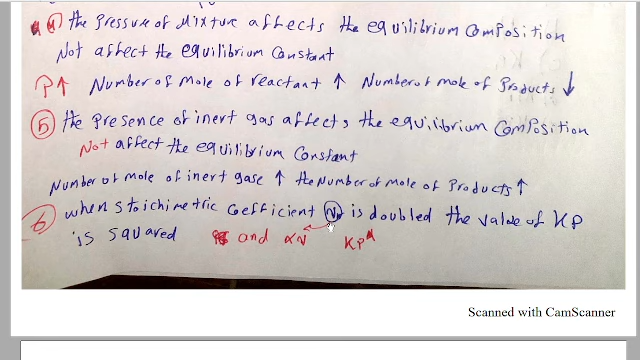 4) the pressure of mixture affects the equilibrium composition
Not affect the equilibrium constant
P↑ Number of mole of reactant ↑ Number of mole of Products ↓
5) the presence of inert gas affects the equilibrium composition
Not affect the equilibrium constant
Number of mole of inert gase ↑ the Number of mole of Products ↑
6) when stoichimetric coefficient is doubled the value of KP
is squared and αN KP
Scanned with CamScanner